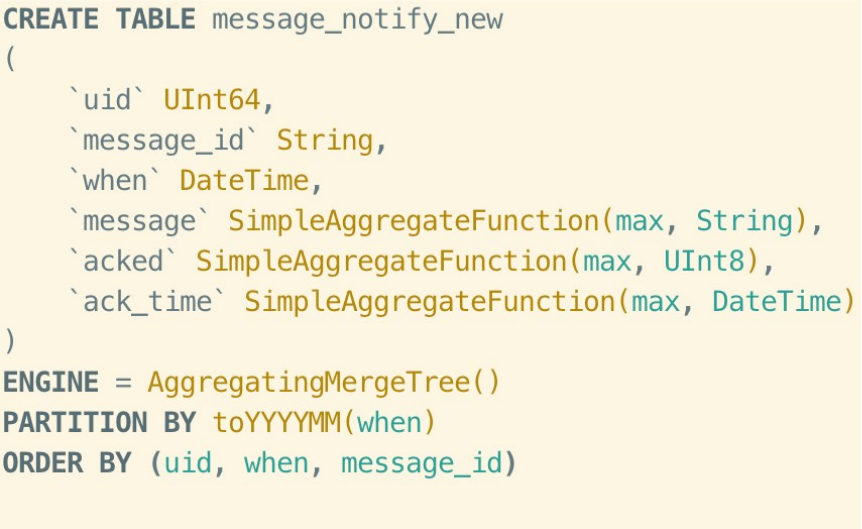 CREATE TABLE message_notify_new
(
    `uid` UInt64,
    `message_id` String,
    `when` DateTime,
    `message` SimpleAggregateFunction(max, String),
    `acked` SimpleAggregateFunction(max, UInt8),
    `ack_time` SimpleAggregateFunction(max, DateTime)
)
ENGINE = AggregatingMergeTree()
PARTITION BY toYYYYMM(when)
ORDER BY (uid, when, message_id)